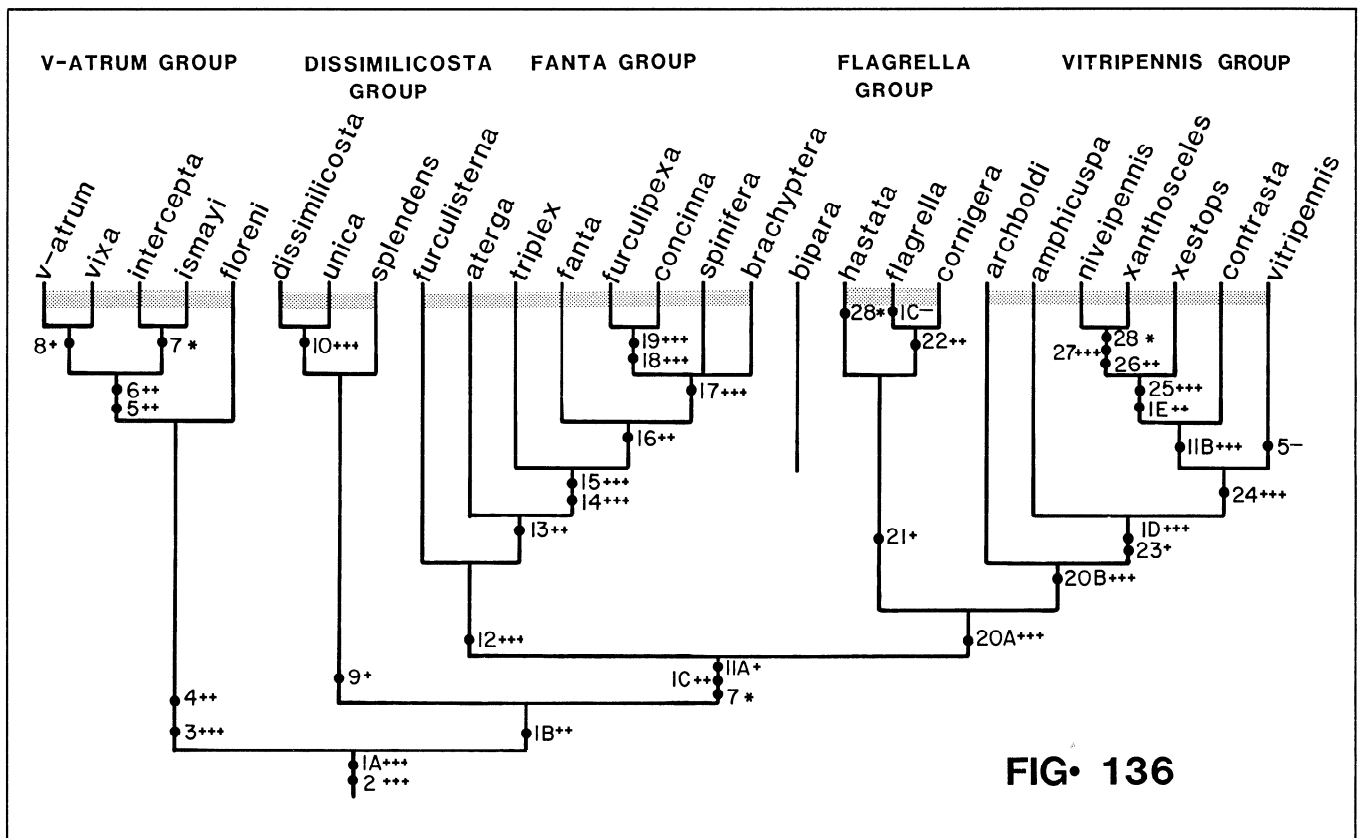 V-ATRUM GROUP
DISSIMILICOSTA
GROUP
FANTA GROUP
FLAGRELLA
GROUP
VITRIPENNIS GROUP
v-atrum
vixa
intercepta
ismayi
floreni
dissimilicosta
unica
splendens
furculisterna
aterga
triplex
fanta
furculipexa
concinna
spinifera
brachyptera
bipara
hastata
flagrella
cornigera
archboldi
amphicuspa
niveipennis
xanthosceles
xestops
contrasta
vitripennis
28*
1C-
8+
7*
10+++
19+++
18+++
22++
28*
27+++
26++
6++
5++
17+++
25+++
1E++
16++
11B+++
5-
15+++
14+++
24+++
13++
21+
1D+++
23+
20B+++
12+++
20A+++
11A+
9+
1C++
7*
4++
3+++
1B++
1A+++
2+++
FIG. 136